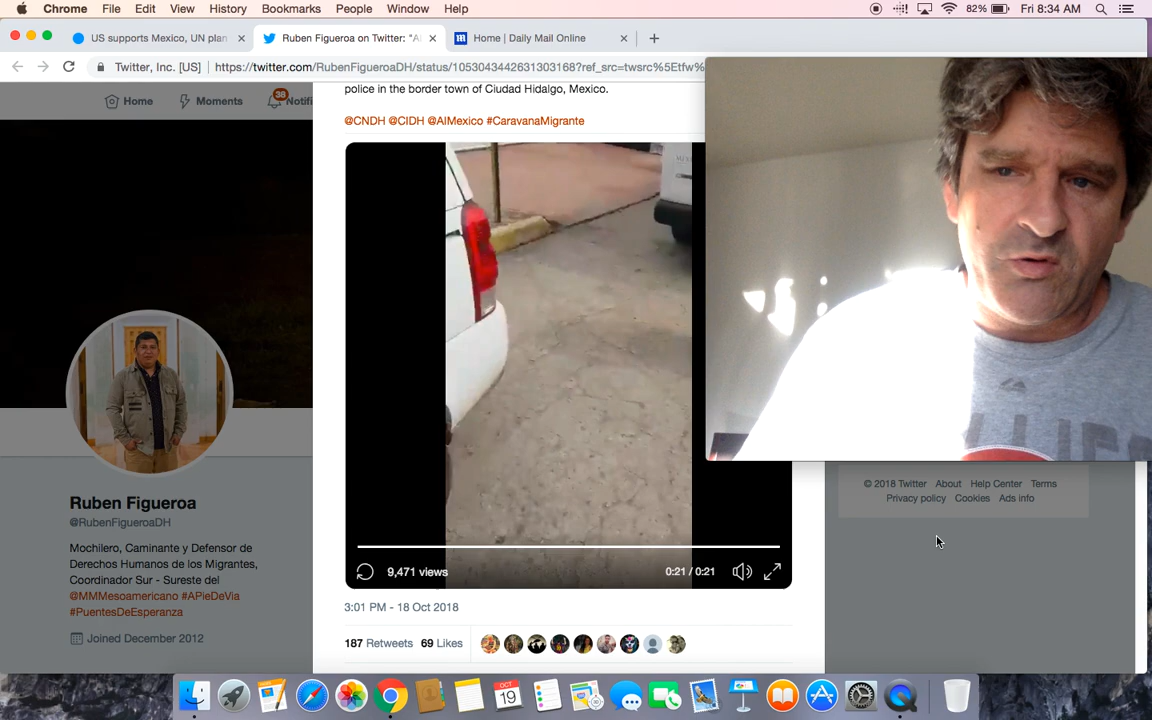 Chrome File Edit View History Bookmarks People Window Help 82% Fri 8:34 AM
US supports Mexico, UN plan
Ruben Figueroa on Twitter: "A
Home | Daily Mail Online
Twitter, Inc. [US] https://twitter.com/RubenFigueroaDH/status/1053043442631303168?ref_src=twsrc%5Etfw%
Home Moments 38 Notifi
police in the border town of Ciudad Hidalgo, Mexico.
@CNDH @CIDH @AIMexico #CaravanaMigrante
9,471 views 0:21 / 0:21
3:01 PM - 18 Oct 2018
187 Retweets 69 Likes
Ruben Figueroa
@RubenFigueroaDH
Mochilero, Caminante y Defensor de
Derechos Humanos de los Migrantes,
Coordinador Sur - Sureste del
@MMMesoamericano #APieDeVia
#PuentesDeEsperanza
Joined December 2012
© 2018 Twitter About Help Center Terms
Privacy policy Cookies Ads info
OCT
19